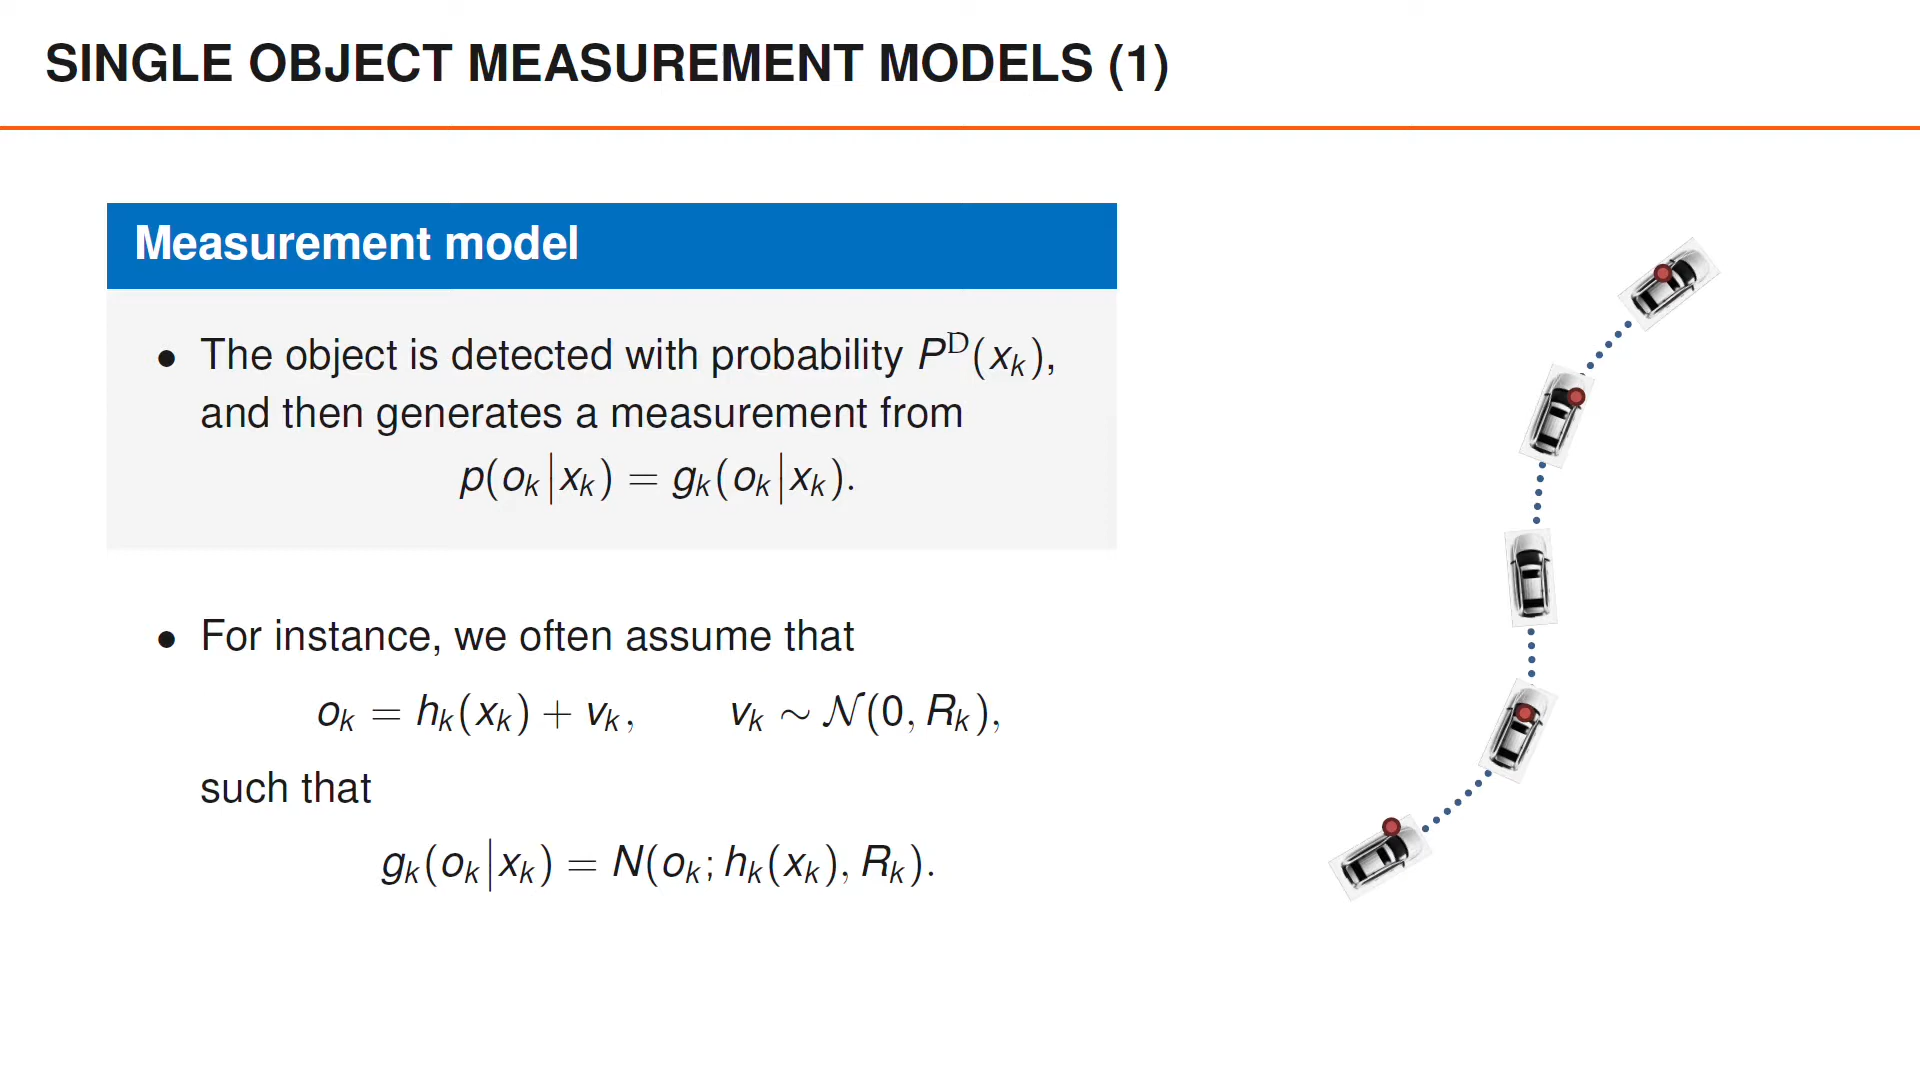 SINGLE OBJECT MEASUREMENT MODELS (1)
Measurement model
• The object is detected with probability P^D(x_k),
and then generates a measurement from
p(o_k|x_k) = g_k(o_k|x_k).
• For instance, we often assume that
o_k = h_k(x_k) + v_k,   v_k ∼ 𝒩(0, R_k),
such that
g_k(o_k|x_k) = N(o_k; h_k(x_k), R_k).